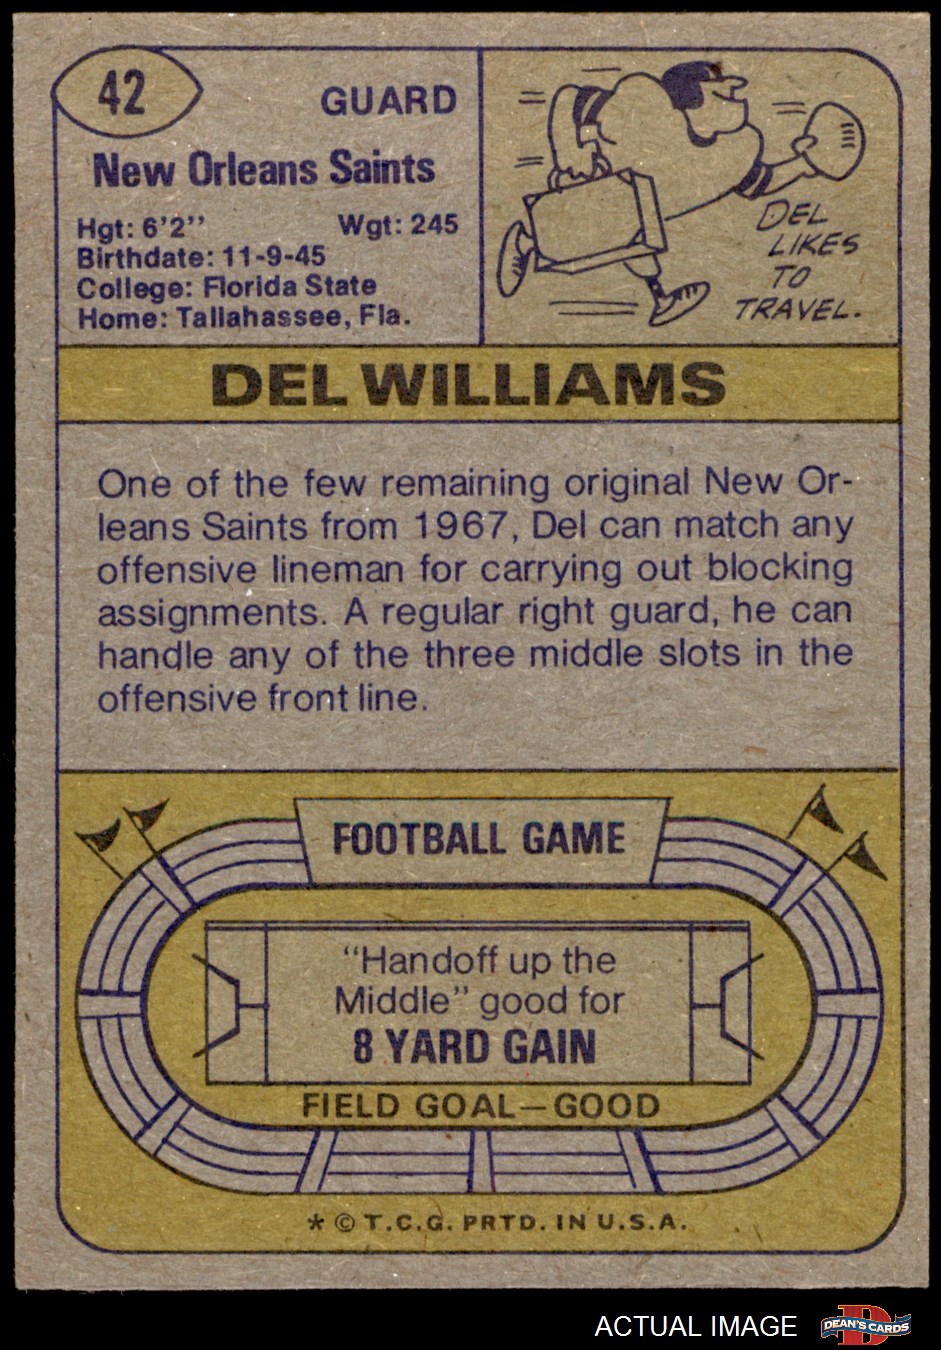 42
GUARD
New Orleans Saints
Hgt: 6'2" Wgt: 245
Birthdate: 11-9-45
College: Florida State
Home: Tallahassee, Fla.
DEL
LIKES
TO
TRAVEL.
DEL WILLIAMS
One of the few remaining original New Or-
leans Saints from 1967, Del can match any
offensive lineman for carrying out blocking
assignments. A regular right guard, he can
handle any of the three middle slots in the
offensive front line.
FOOTBALL GAME
"Handoff up the
Middle" good for
8 YARD GAIN
FIELD GOAL—GOOD
* © T.C.G. PRTD. IN U.S.A.
ACTUAL IMAGE
D
DEAN'S CARDS